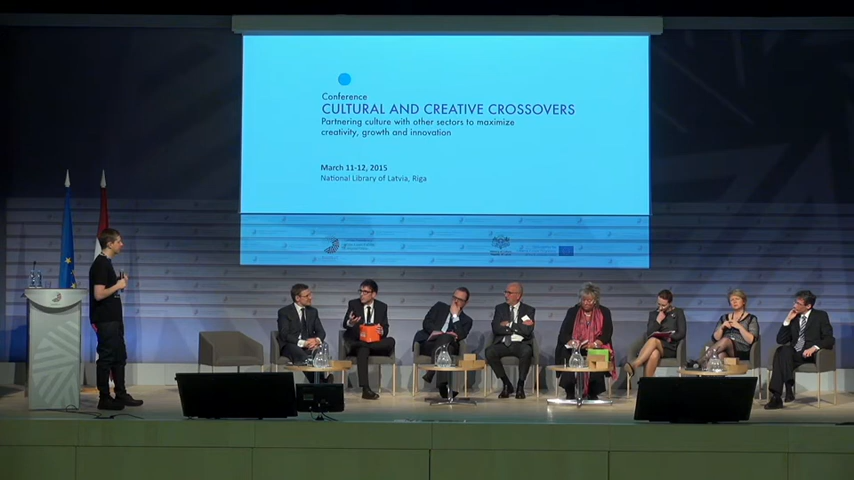 Conference
CULTURAL AND CREATIVE CROSSOVERS
Partnering culture with other sectors to maximize
creativity, growth and innovation
March 11-12, 2015
National Library of Latvia, Riga